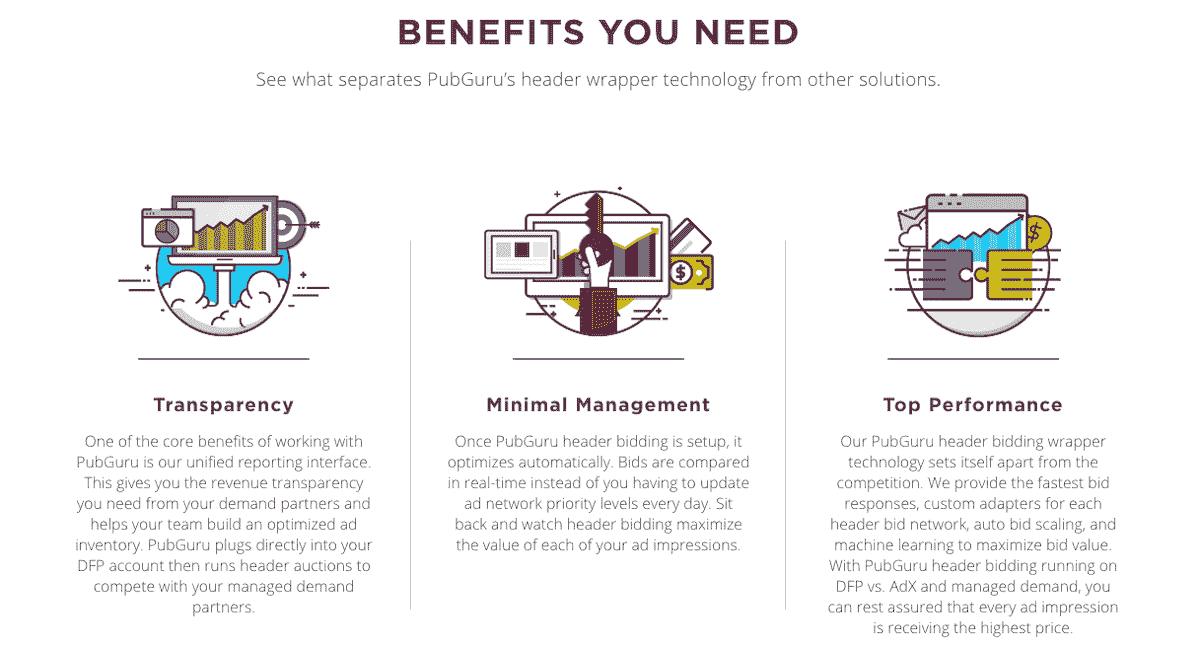 BENEFITS YOU NEED
See what separates PubGuru's header wrapper technology from other solutions.
Transparency
One of the core benefits of working with
PubGuru is our unified reporting interface.
This gives you the revenue transparency
you need from your demand partners and
helps your team build an optimized ad
inventory. PubGuru plugs directly into your
DFP account then runs header auctions to
compete with your managed demand
partners.
Minimal Management
Once PubGuru header bidding is setup, it
optimizes automatically. Bids are compared
in real-time instead of you having to update
ad network priority levels every day. Sit
back and watch header bidding maximize
the value of each of your ad impressions.
Top Performance
Our PubGuru header bidding wrapper
technology sets itself apart from the
competition. We provide the fastest bid
responses, custom adapters for each
header bid network, auto bid scaling, and
machine learning to maximize bid value.
With PubGuru header bidding running on
DFP vs. AdX and managed demand, you
can rest assured that every ad impression
is receiving the highest price.